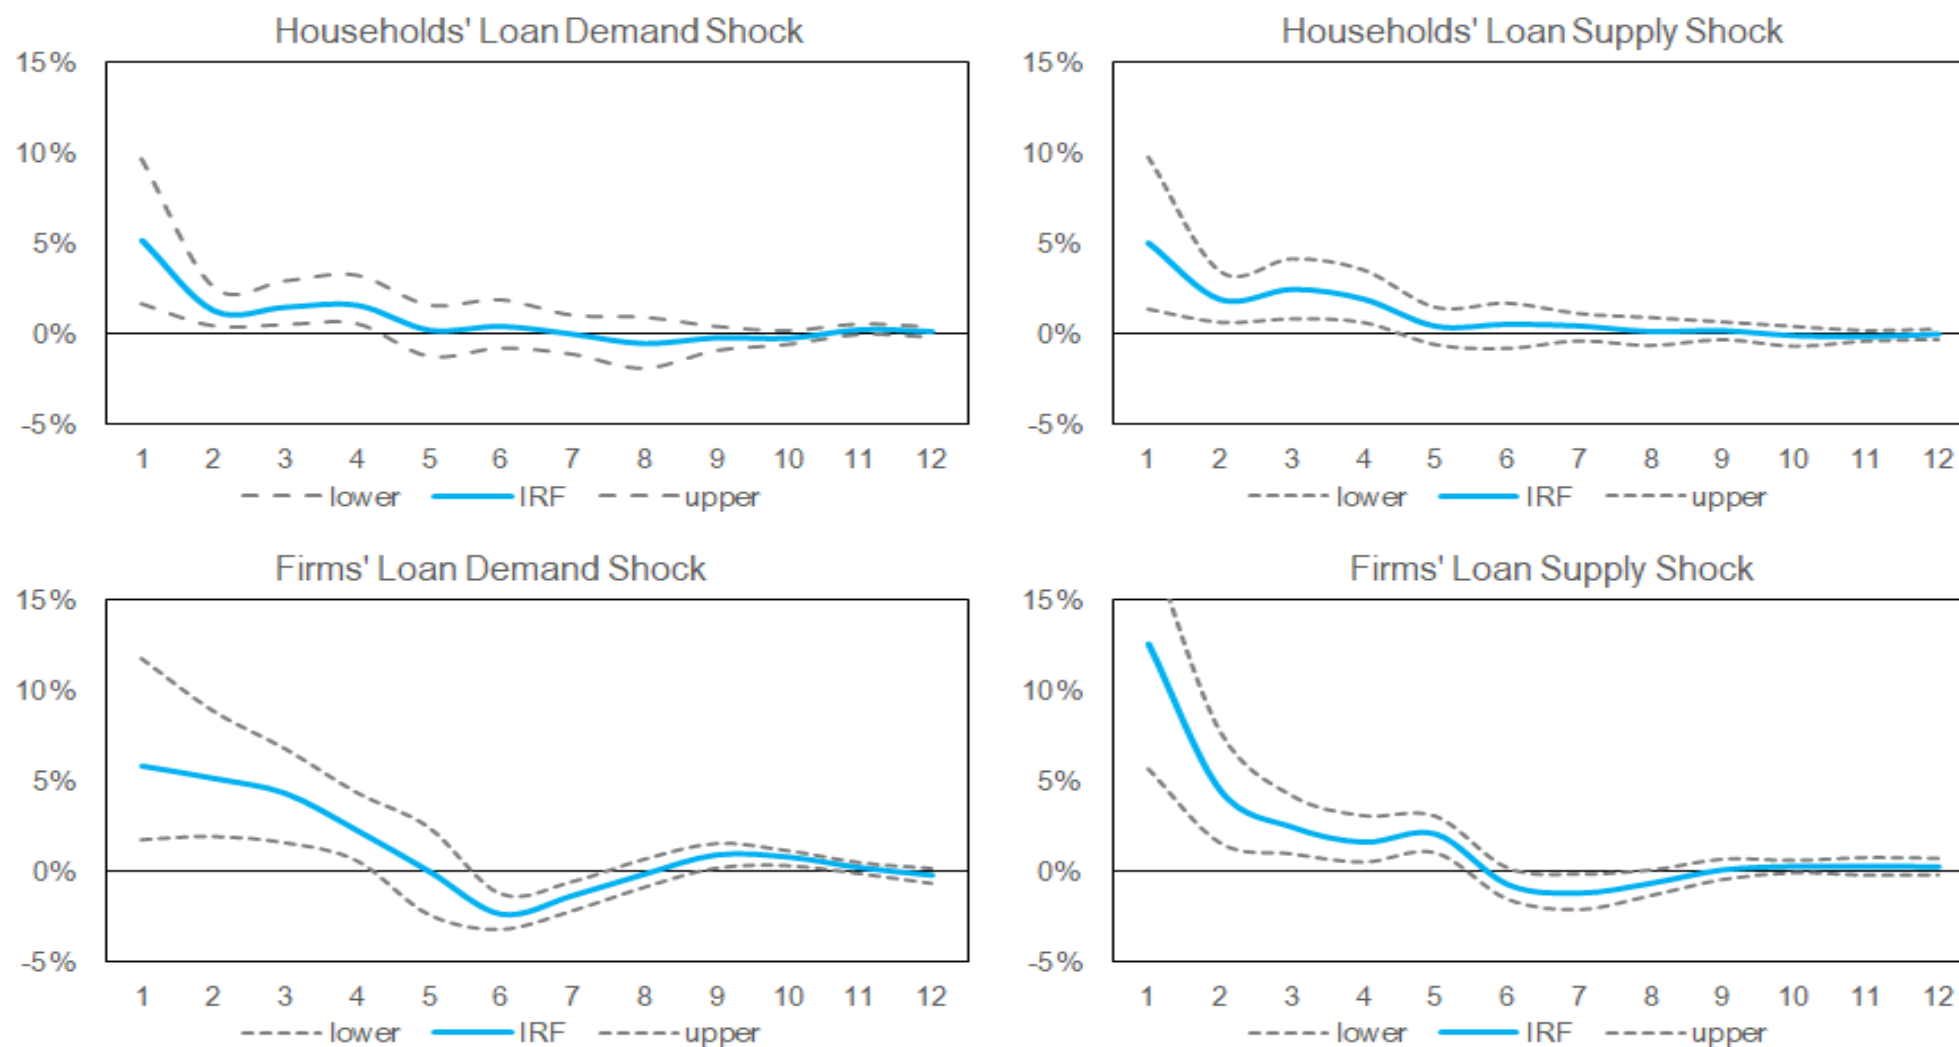 Households' Loan Demand Shock
15%
10%
5%
0%
-5%
1 2 3 4 5 6 7 8 9 10 11 12
lower IRF upper
Households' Loan Supply Shock
15%
10%
5%
0%
-5%
1 2 3 4 5 6 7 8 9 10 11 12
lower IRF upper
Firms' Loan Demand Shock
15%
10%
5%
0%
-5%
1 2 3 4 5 6 7 8 9 10 11 12
lower IRF upper
Firms' Loan Supply Shock
15%
10%
5%
0%
-5%
1 2 3 4 5 6 7 8 9 10 11 12
lower IRF upper